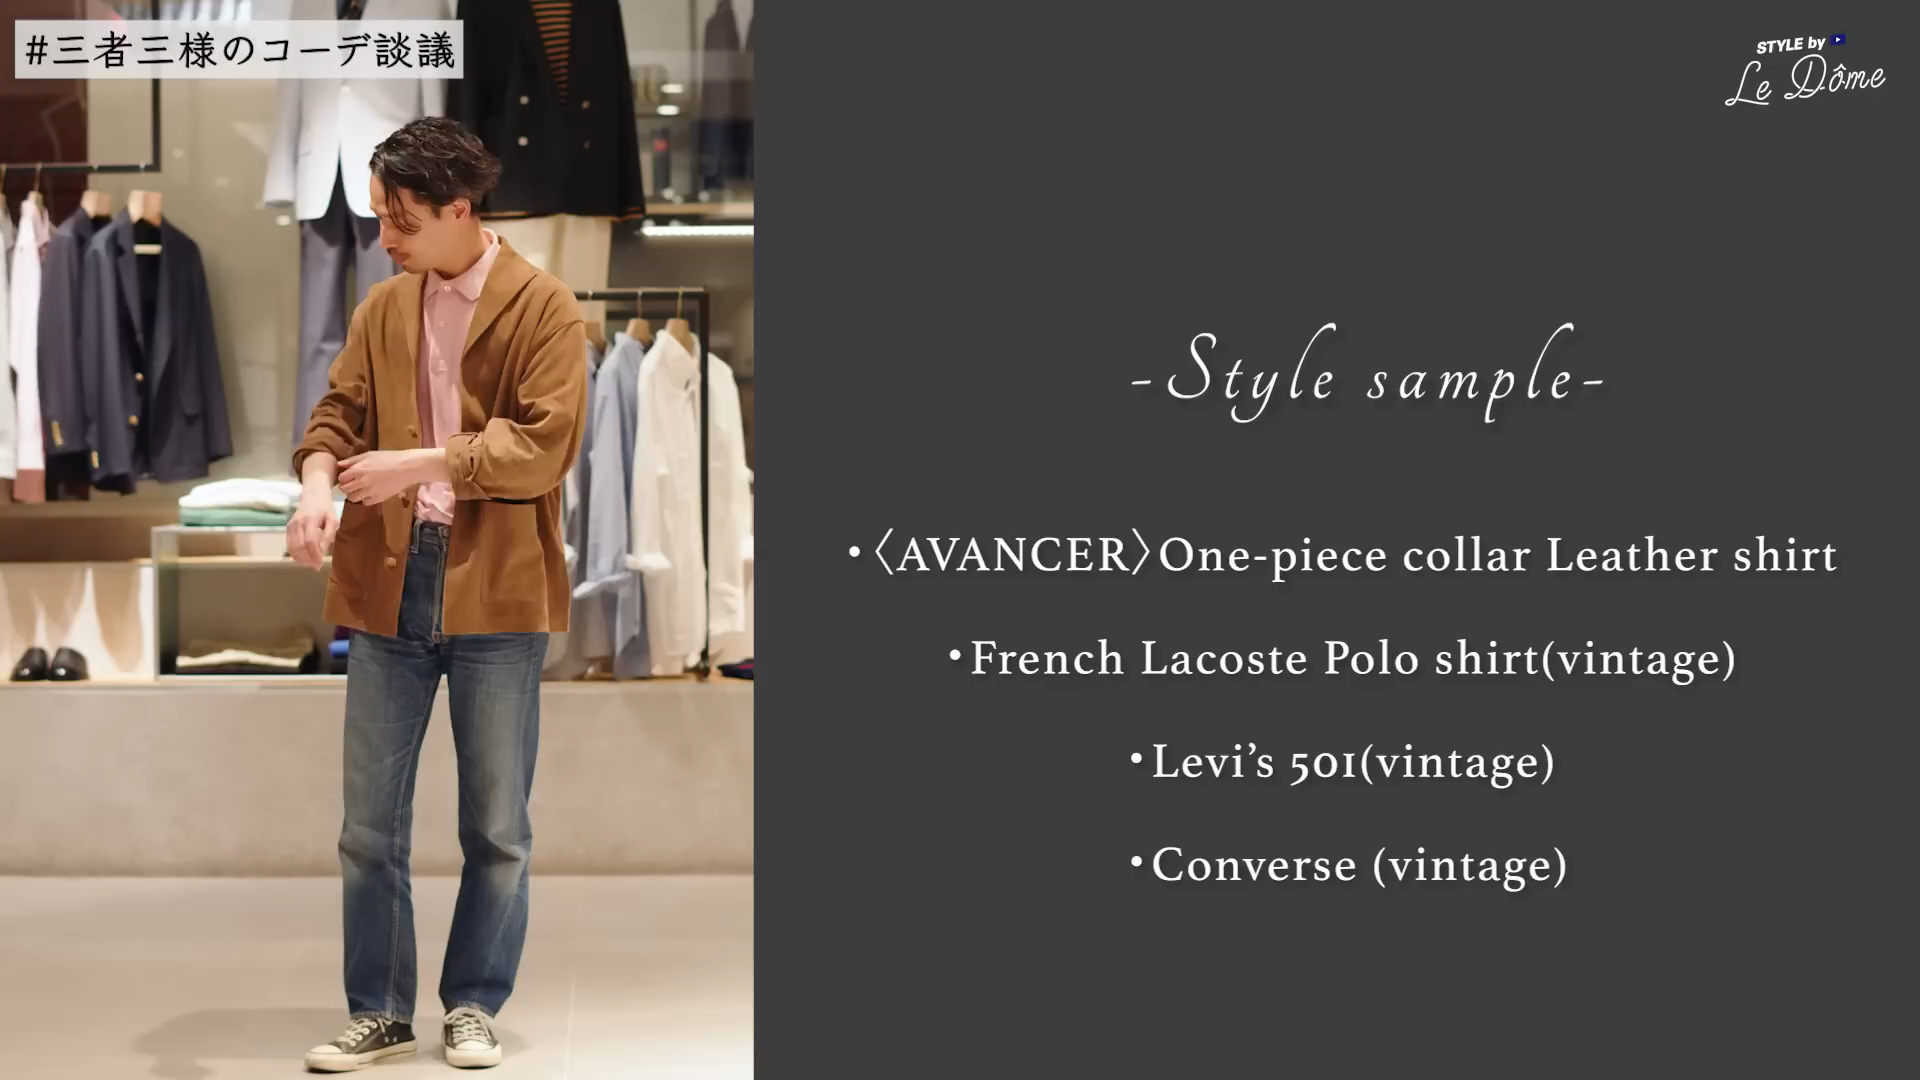 #三者三様のコーデ談議
STYLE by
Le Dôme
-Style sample-
・〈AVANCER〉One-piece collar Leather shirt
・French Lacoste Polo shirt(vintage)
・Levi’s 501(vintage)
・Converse (vintage)